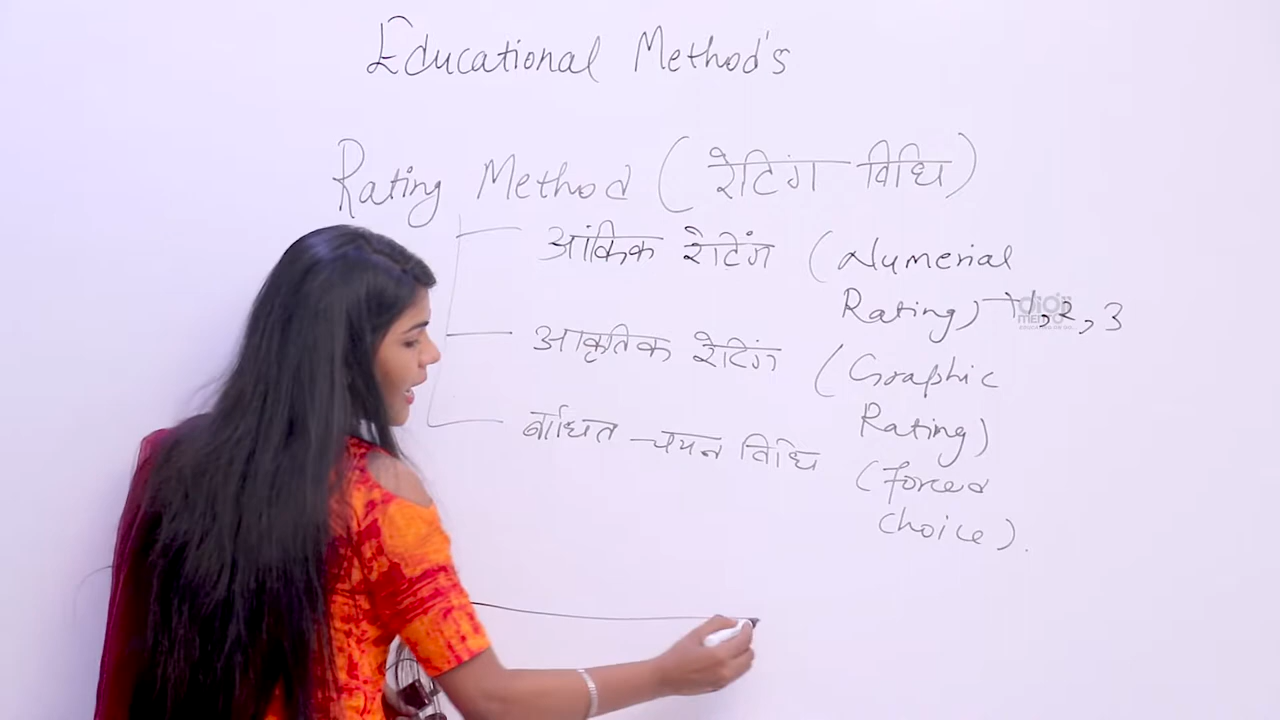 Educational Method's
Rating Method (रेटिंग विधि)
आंकिक रेटिंग (Numerial
Rating) → 1, 2, 3
आकृतिक रेटिंग (Graphic
Rating)
बाधित चयन विधि (forced
choice).